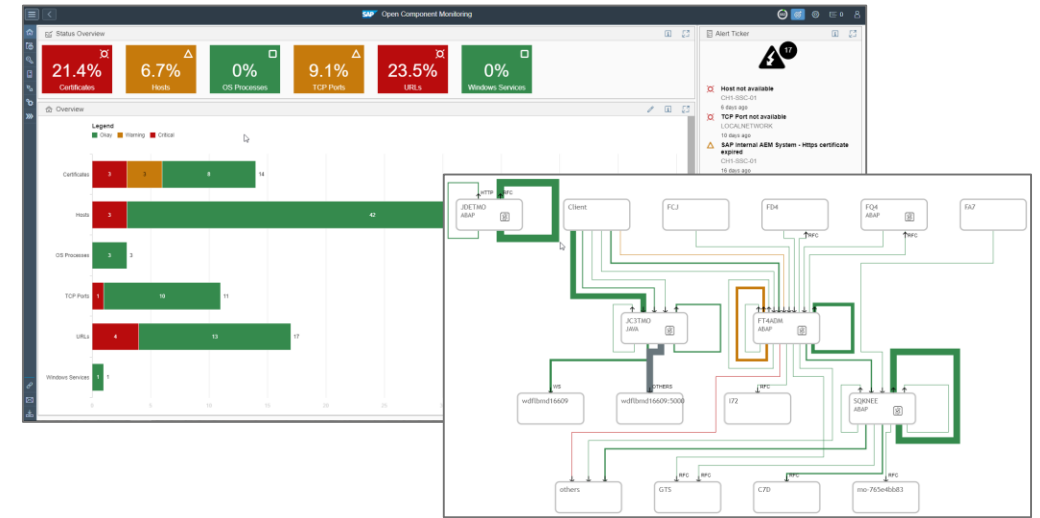 SAP Open Component Monitoring
Status Overview
21.4%
Certificates
6.7%
Hosts
0%
OS Processes
9.1%
TCP Ports
23.5%
URLs
0%
Windows Services
Overview
Legend
Okay Warning Critical
Certificates 3 3 8 14
Hosts 3 42
OS Processes 3 3
TCP Ports 1 10 11
URLs 4 13 17
Windows Services 1 1
0 5 10 15 20 25
Alert Ticker
17
Host not available
CH1-SSC-01
6 days ago
TCP Port not available
LOCALNETWORK
10 days ago
SAP Internal AEM System - Https certificate
expired
CH1-SSC-01
16 days ago
HTTP RFC
JDETMO
ABAP
Client
FCJ
FD4
RFC
FQ4
ABAP
RFC
FA7
JC3TMO
JAVA
FT4ADM
ABAP
WS
wdflbmd16609
OTHERS
wdflbmd16609:5000
RFC
I72
SQKNEE
ABAP
others
RFC RFC
GTS
RFC
C7D
RFC
mo-765e4bb83